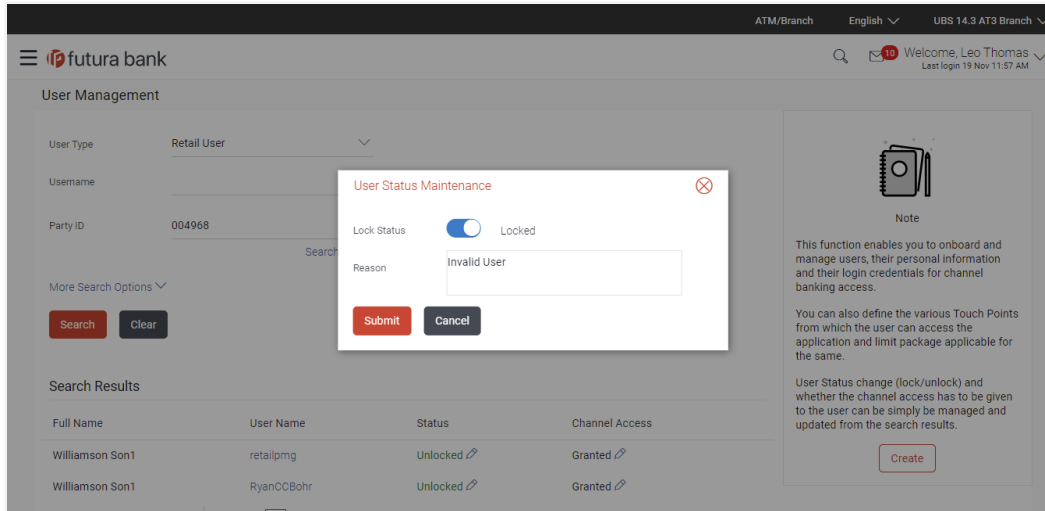 ATM/Branch English UBS 14.3 AT3 Branch
futura bank
10 Welcome, Leo Thomas
Last login 19 Nov 11:57 AM
User Management
User Type Retail User
Username
Party ID 004968
Search
More Search Options
Search Clear
User Status Maintenance
Lock Status Locked
Reason Invalid User
Submit Cancel
Note
This function enables you to onboard and
manage users, their personal information
and their login credentials for channel
banking access.
You can also define the various Touch Points
from which the user can access the
application and limit package applicable for
the same.
User Status change (lock/unlock) and
whether the channel access has to be given
to the user can be simply be managed and
updated from the search results.
Create
Search Results
Full Name User Name Status Channel Access
Williamson Son1 retailpmg Unlocked Granted
Williamson Son1 RyanCCBohr Unlocked Granted